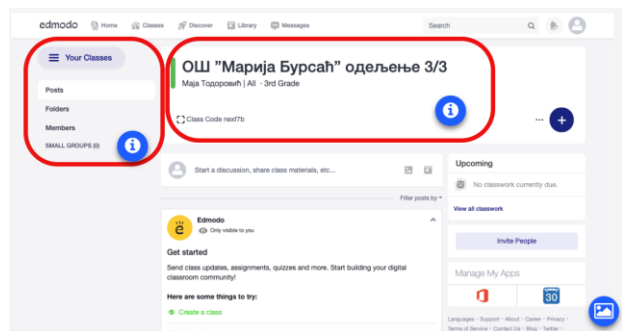 edmodo Home Classes Discover Library Messages Search
Your Classes
Posts
Folders
Members
SMALL GROUPS (0)
ОШ "Марија Бурсаћ" одељење 3/3
Маја Тодоровић | All - 3rd Grade
Class Code nexf7b
Start a discussion, share class materials, etc...
Filter posts by
Edmodo
Only visible to you
Get started
Send class updates, assignments, quizzes and more. Start building your digital
classroom community!
Here are some things to try:
Create a class
Upcoming
No classwork currently due.
View all classwork
Invite People
Manage My Apps
30
Languages · Support · About · Career · Privacy ·
Terms of Service · Contact Us · Blog · Twitter ·